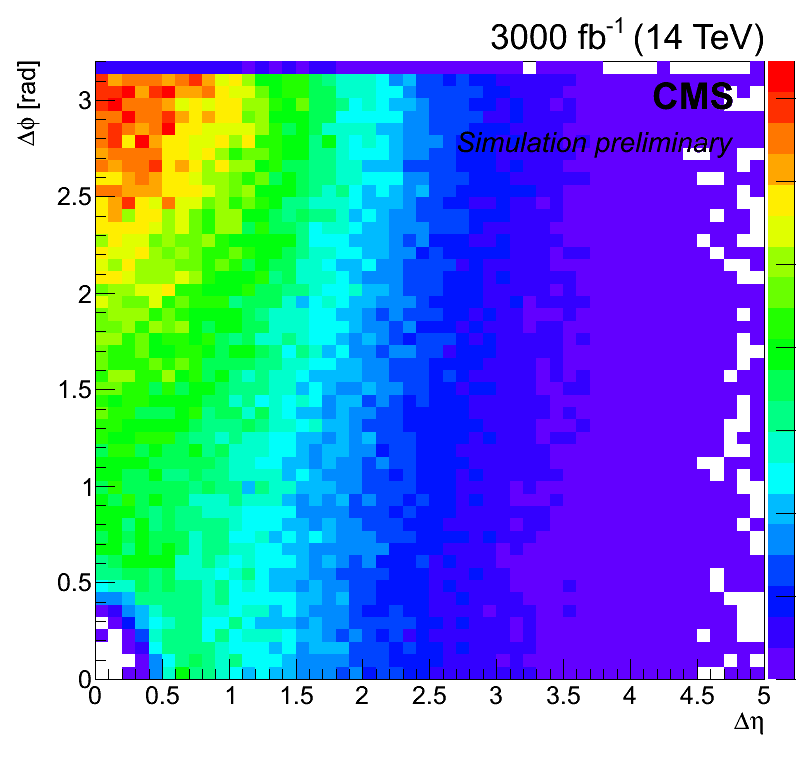 3000 fb-1 (14 TeV)
CMS
Simulation preliminary
Δϕ [rad]
3
2.5
2
1.5
1
0.5
0
0 0.5 1 1.5 2 2.5 3 3.5 4 4.5 5
Δη